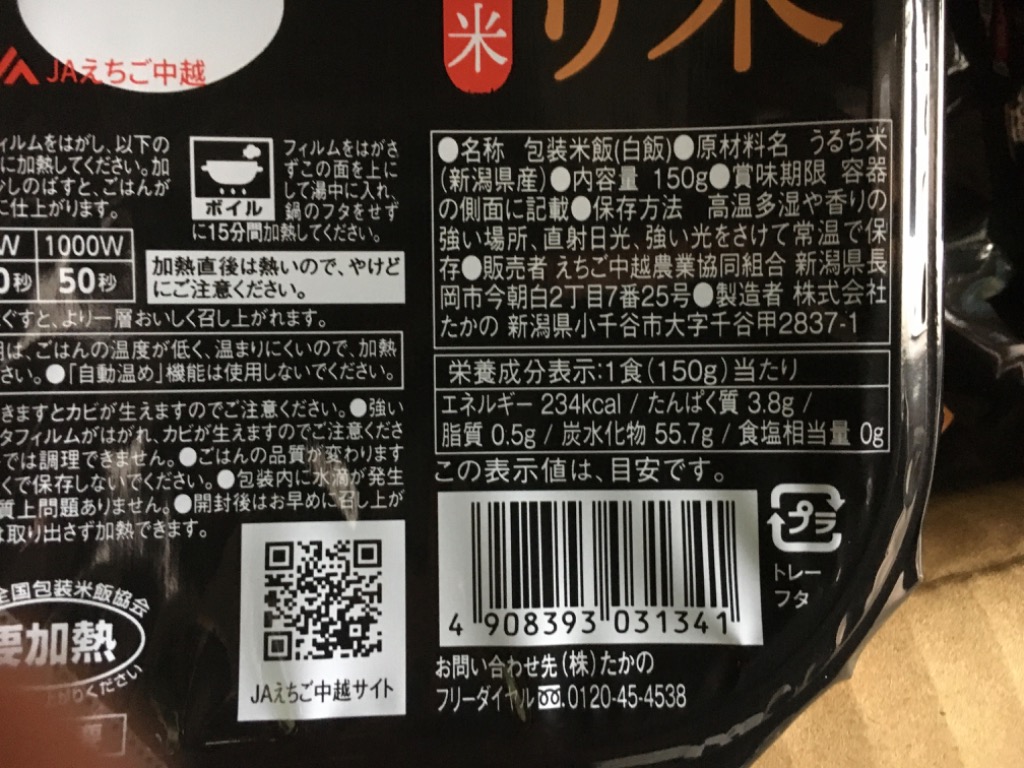 米
JAえちご中越
ィルムをはがし、以下の
に加熱してください。加
少しのばすと、ごはんが
に仕上がります。
W 1000W
0秒 50秒
ボイル
フィルムをはがさ
ずこの面を上に
して湯中に入れ、
鍋のフタをせず
に15分間加熱してください。
加熱直後は熱いので、やけど
にご注意ください。
ぐすと、より一層おいしく召し上がれます。
は、ごはんの温度が低く、温まりにくいので、加熱
さい。●「自動温め」機能は使用しないでください。
きますとカビが生えますのでご注意ください。●強い
タフィルムがはがれ、カビが生えますのでご注意くださ
では調理できません。●ごはんの品質が変わります
くで保存しないでください。●包装内に水滴が発生
質上問題ありません。●開封後はお早めに召し上が
は取り出さず加熱できます。
全国包装米飯協会
要加熱
がりください
JAえちご中越サイト
●名称 包装米飯(白飯)●原材料名 うるち米
(新潟県産)●内容量 150g●賞味期限 容器
の側面に記載●保存方法 高温多湿や香りの
強い場所、直射日光、強い光をさけて常温で保
存●販売者 えちご中越農業協同組合 新潟県長
岡市今朝白2丁目7番25号●製造者 株式会社
たかの 新潟県小千谷市大字千谷甲2837-1
栄養成分表示:1食(150g)当たり
エネルギー 234kcal / たんぱく質 3.8g /
脂質 0.5g / 炭水化物 55.7g / 食塩相当量 0g
この表示値は、目安です。
4 908393 031341
プラ
トレー
フタ
お問い合わせ先(株)たかの
フリーダイヤル 0120-45-4538